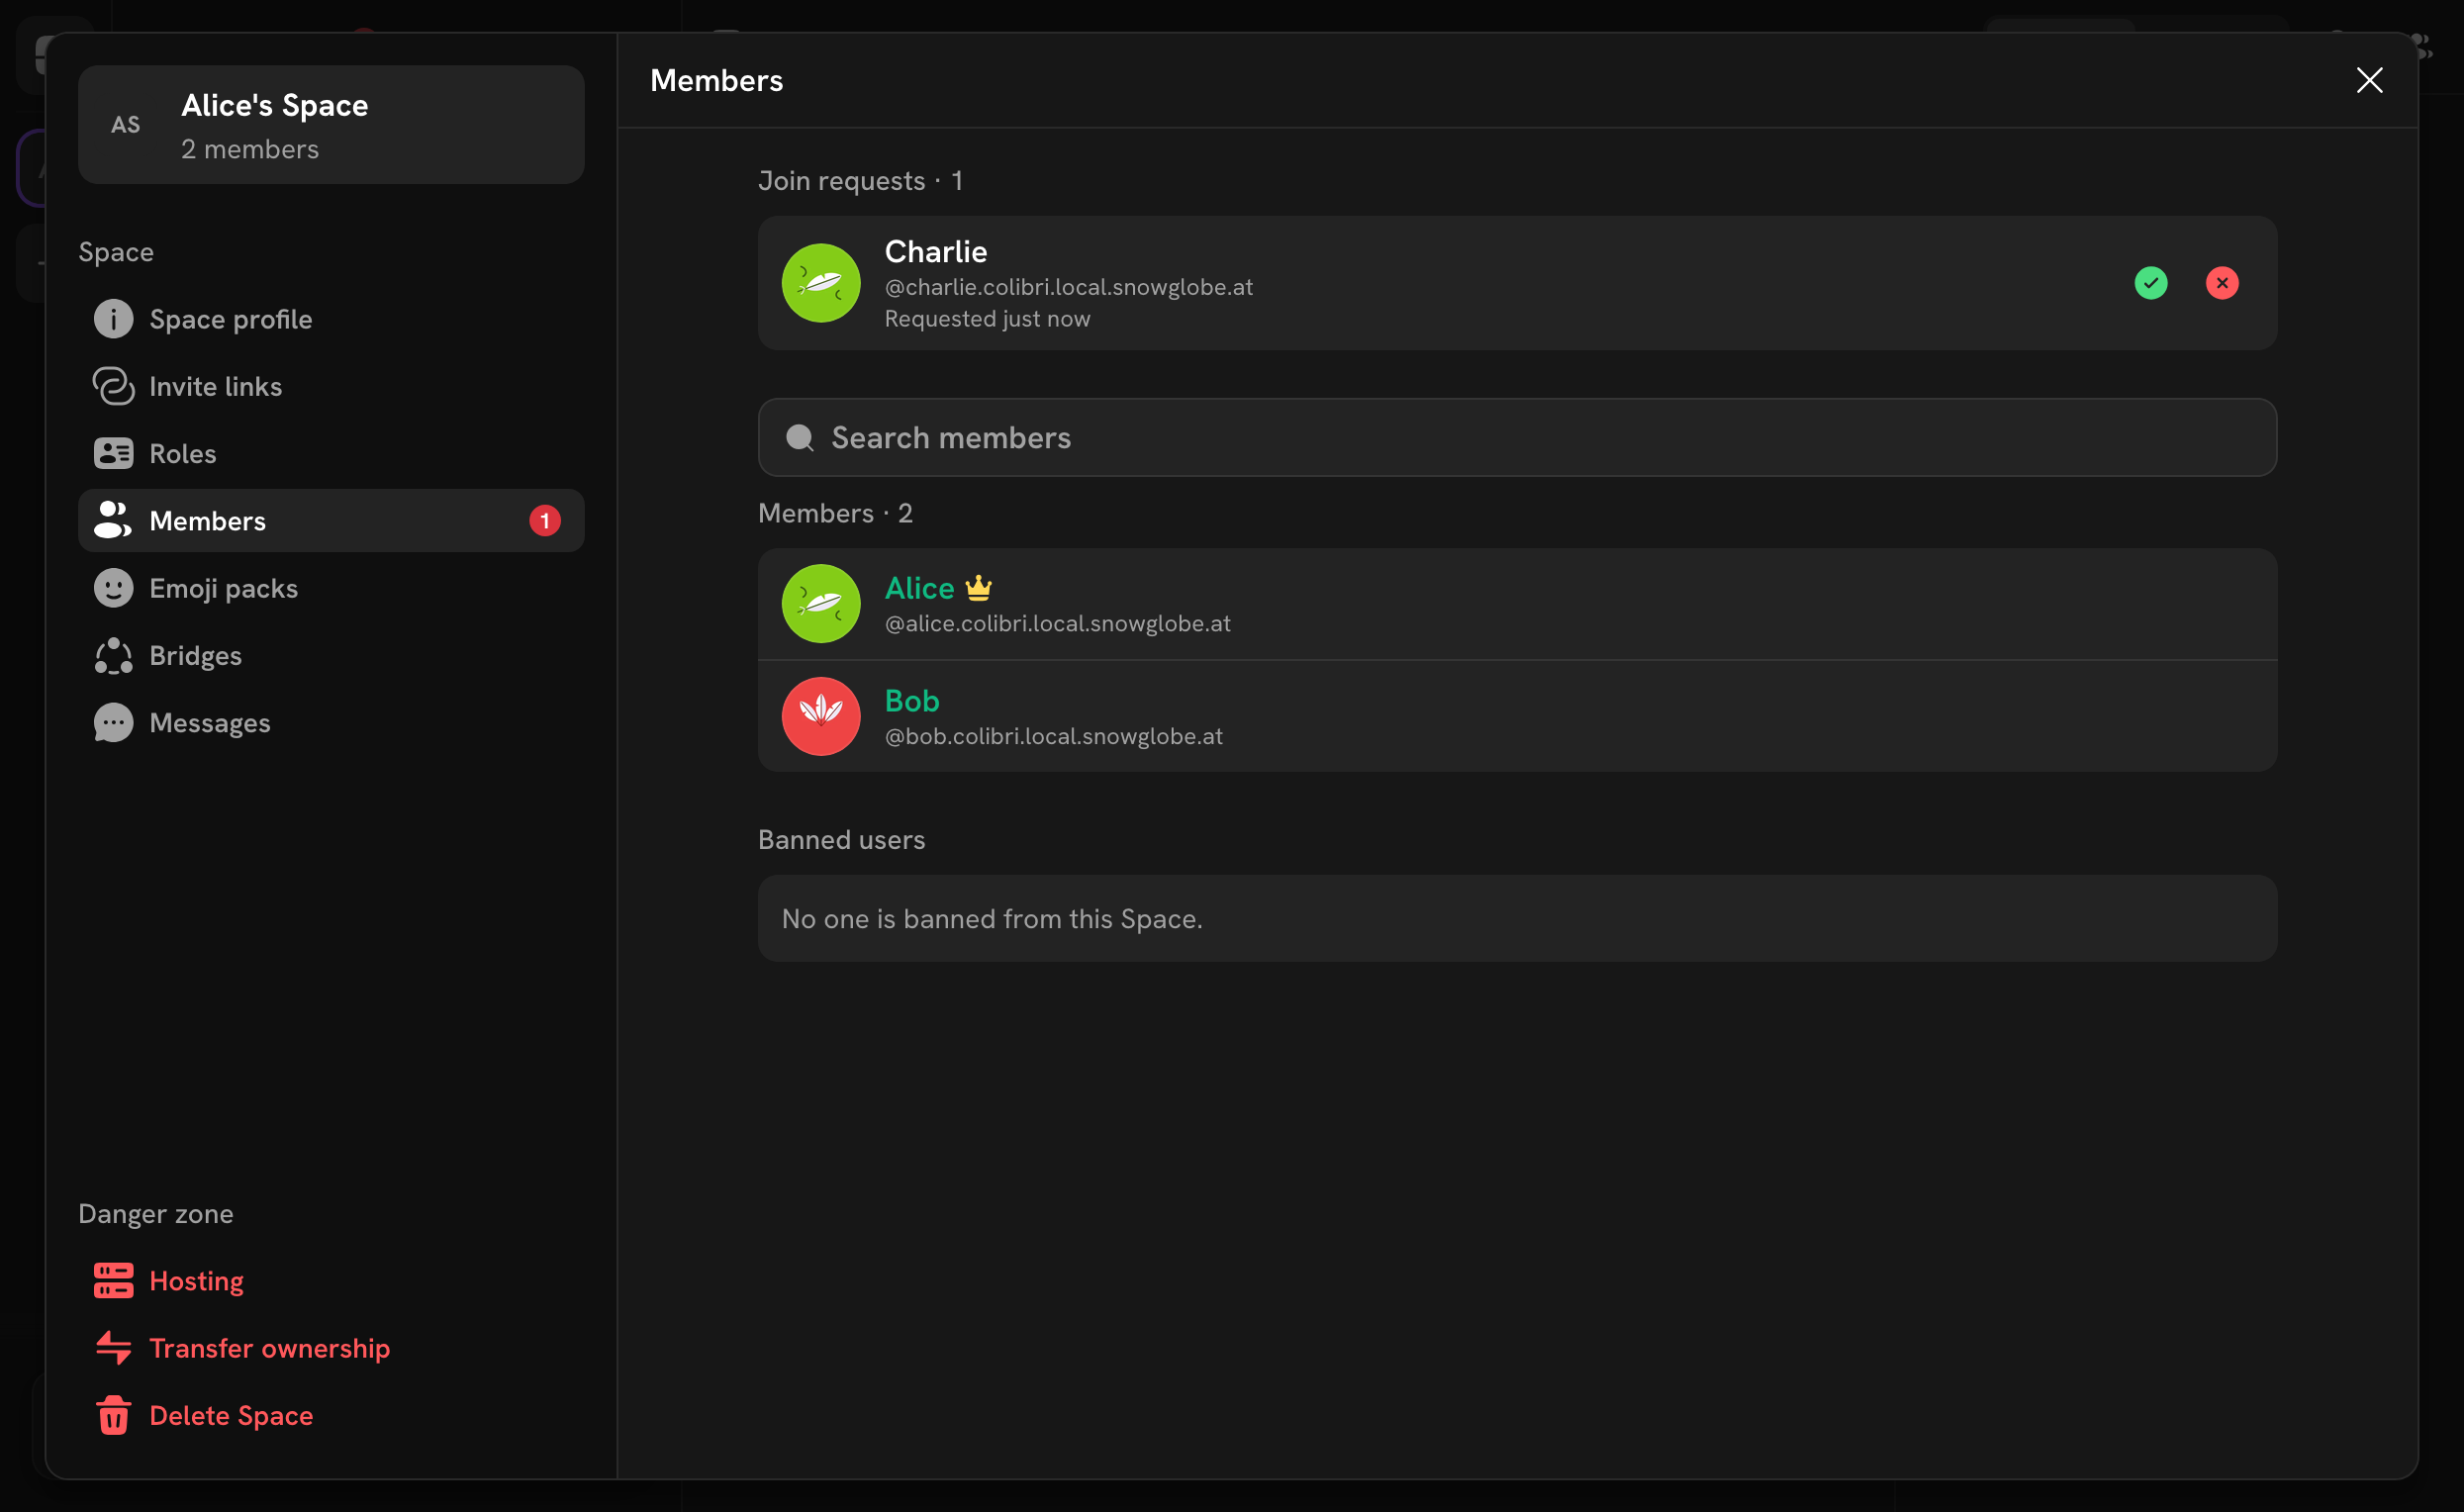 AS
Alice's Space
2 members
Space
Space profile
Invite links
Roles
Members
1
Emoji packs
Bridges
Messages
Danger zone
Hosting
Transfer ownership
Delete Space
Members
Join requests · 1
Charlie
@charlie.colibri.local.snowglobe.at
Requested just now
Search members
Members · 2
Alice
@alice.colibri.local.snowglobe.at
Bob
@bob.colibri.local.snowglobe.at
Banned users
No one is banned from this Space.